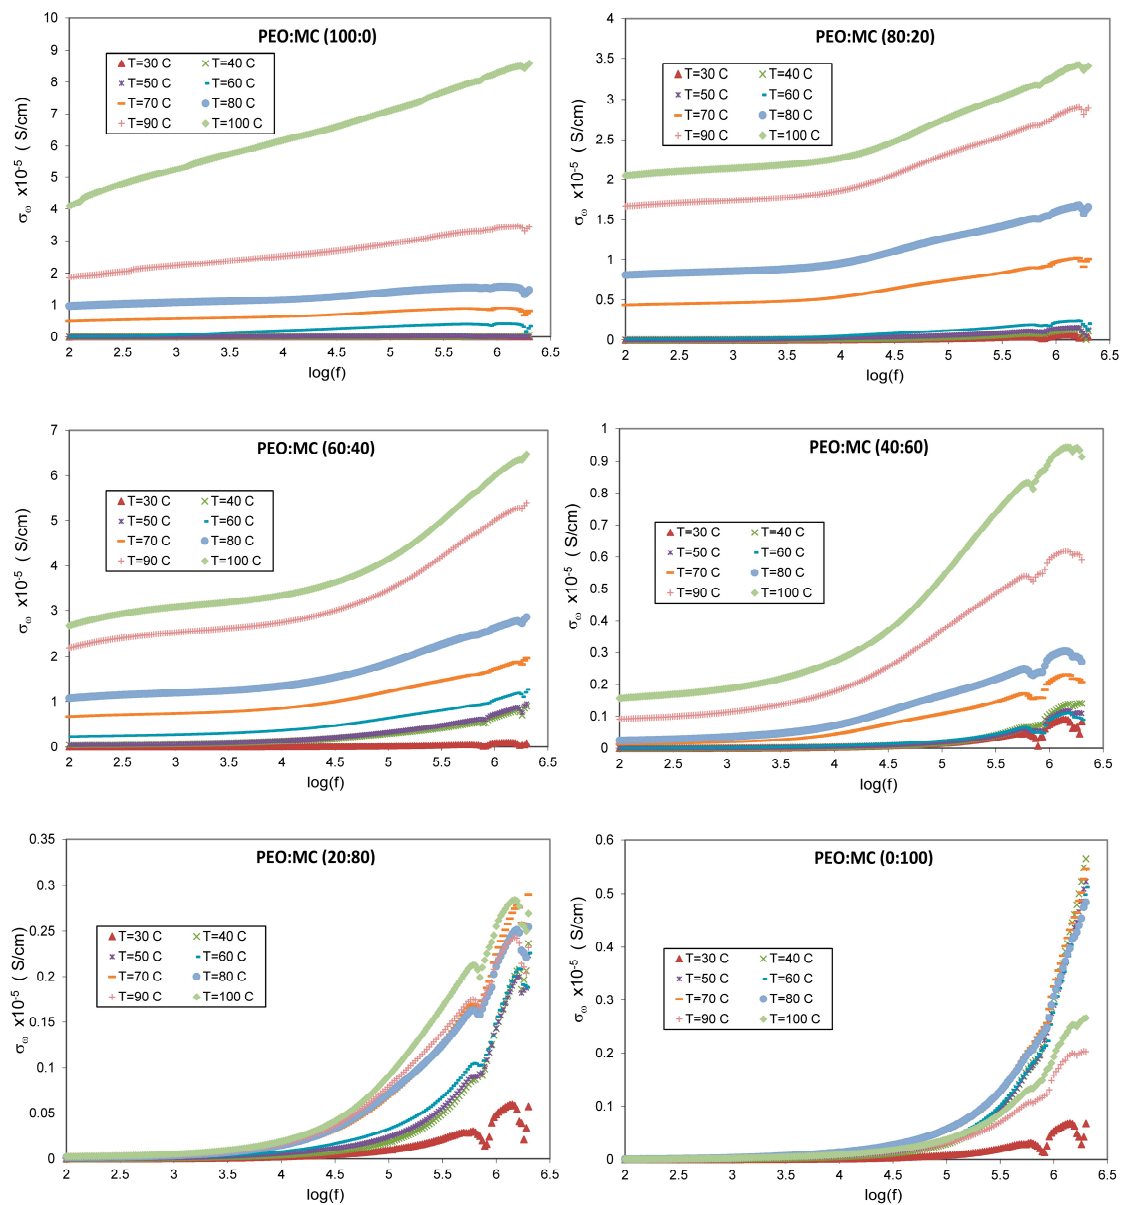 PEO:MC (100:0)
10
9
8
7
6
5
4
3
2
1
0
σω x10-5 ( S/cm)
T=30 C T=40 C
T=50 C T=60 C
T=70 C T=80 C
T=90 C T=100 C
2 2.5 3 3.5 4 4.5 5 5.5 6 6.5
log(f)
PEO:MC (80:20)
4
3.5
3
2.5
2
1.5
1
0.5
0
σω x10-5 ( S/cm)
T=30 C T=40 C
T=50 C T=60 C
T=70 C T=80 C
T=90 C T=100 C
2 2.5 3 3.5 4 4.5 5 5.5 6 6.5
log(f)
PEO:MC (60:40)
7
6
5
4
3
2
1
0
σω x10-5 ( S/cm)
T=30 C T=40 C
T=50 C T=60 C
T=70 C T=80 C
T=90 C T=100 C
2 2.5 3 3.5 4 4.5 5 5.5 6 6.5
log(f)
PEO:MC (40:60)
1
0.9
0.8
0.7
0.6
0.5
0.4
0.3
0.2
0.1
0
σω x10-5 ( S/cm)
T=30 C T=40 C
T=50 C T=60 C
T=70 C T=80 C
T=90 C T=100 C
2 2.5 3 3.5 4 4.5 5 5.5 6 6.5
log(f)
PEO:MC (20:80)
0.35
0.3
0.25
0.2
0.15
0.1
0.05
0
σω x10-5 ( S/cm)
T=30 C T=40 C
T=50 C T=60 C
T=70 C T=80 C
T=90 C T=100 C
2 2.5 3 3.5 4 4.5 5 5.5 6 6.5
log(f)
PEO:MC (0:100)
0.6
0.5
0.4
0.3
0.2
0.1
0
σω x10-5 ( S/cm)
T=30 C T=40 C
T=50 C T=60 C
T=70 C T=80 C
T=90 C T=100 C
2 2.5 3 3.5 4 4.5 5 5.5 6 6.5
log(f)